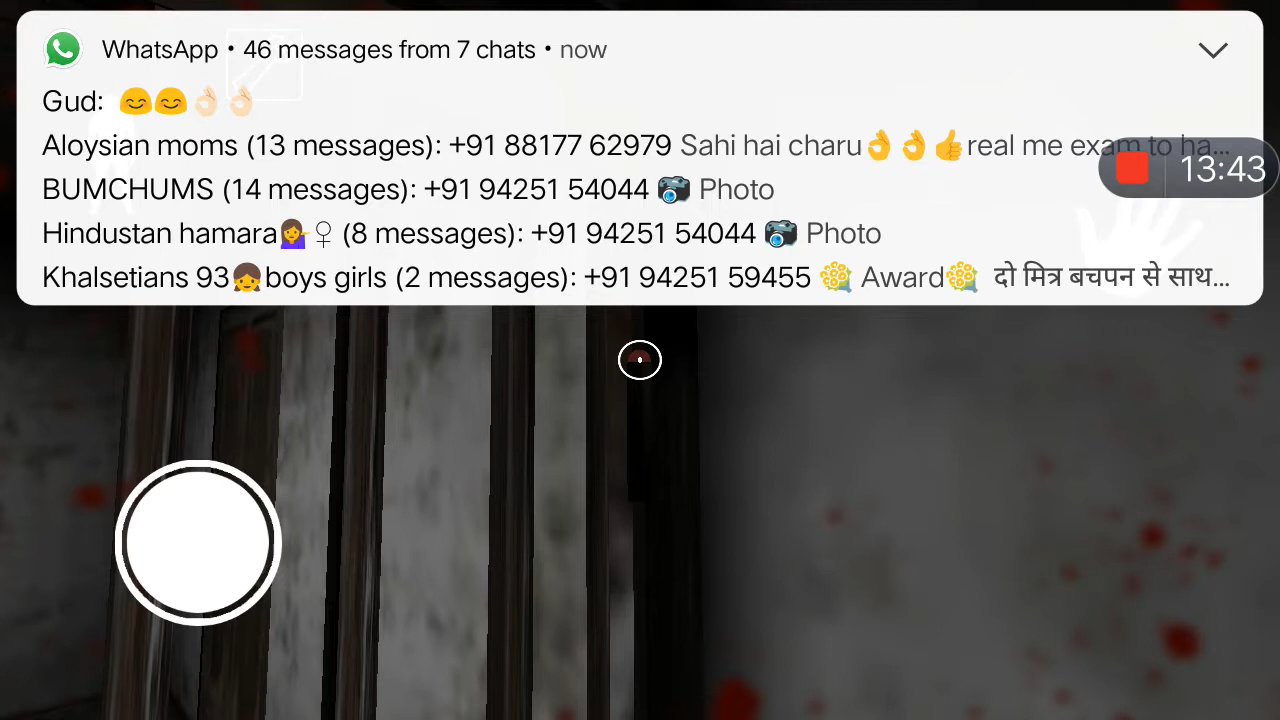 WhatsApp • 46 messages from 7 chats • now
Gud: 😊😊👌🏻👌🏻
Aloysian moms (13 messages): +91 88177 62979 Sahi hai charu👌👌👍real me exam to ha...
13:43
BUMCHUMS (14 messages): +91 94251 54044 📷 Photo
Hindustan hamara💁‍♀ (8 messages): +91 94251 54044 📷 Photo
Khalsetians 93👧boys girls (2 messages): +91 94251 59455 💐 Award💐 दो मित्र बचपन से साथ...